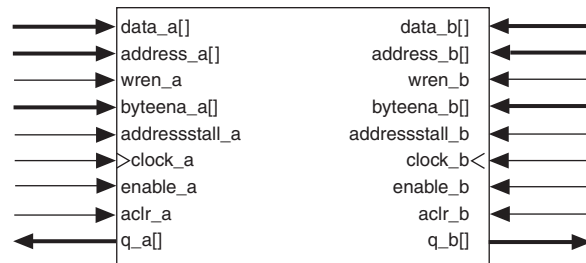 data_a[] data_b[]
address_a[] address_b[]
wren_a wren_b
byteena_a[] byteena_b[]
addressstall_a addressstall_b
clock_a clock_b
enable_a enable_b
aclr_a aclr_b
q_a[] q_b[]